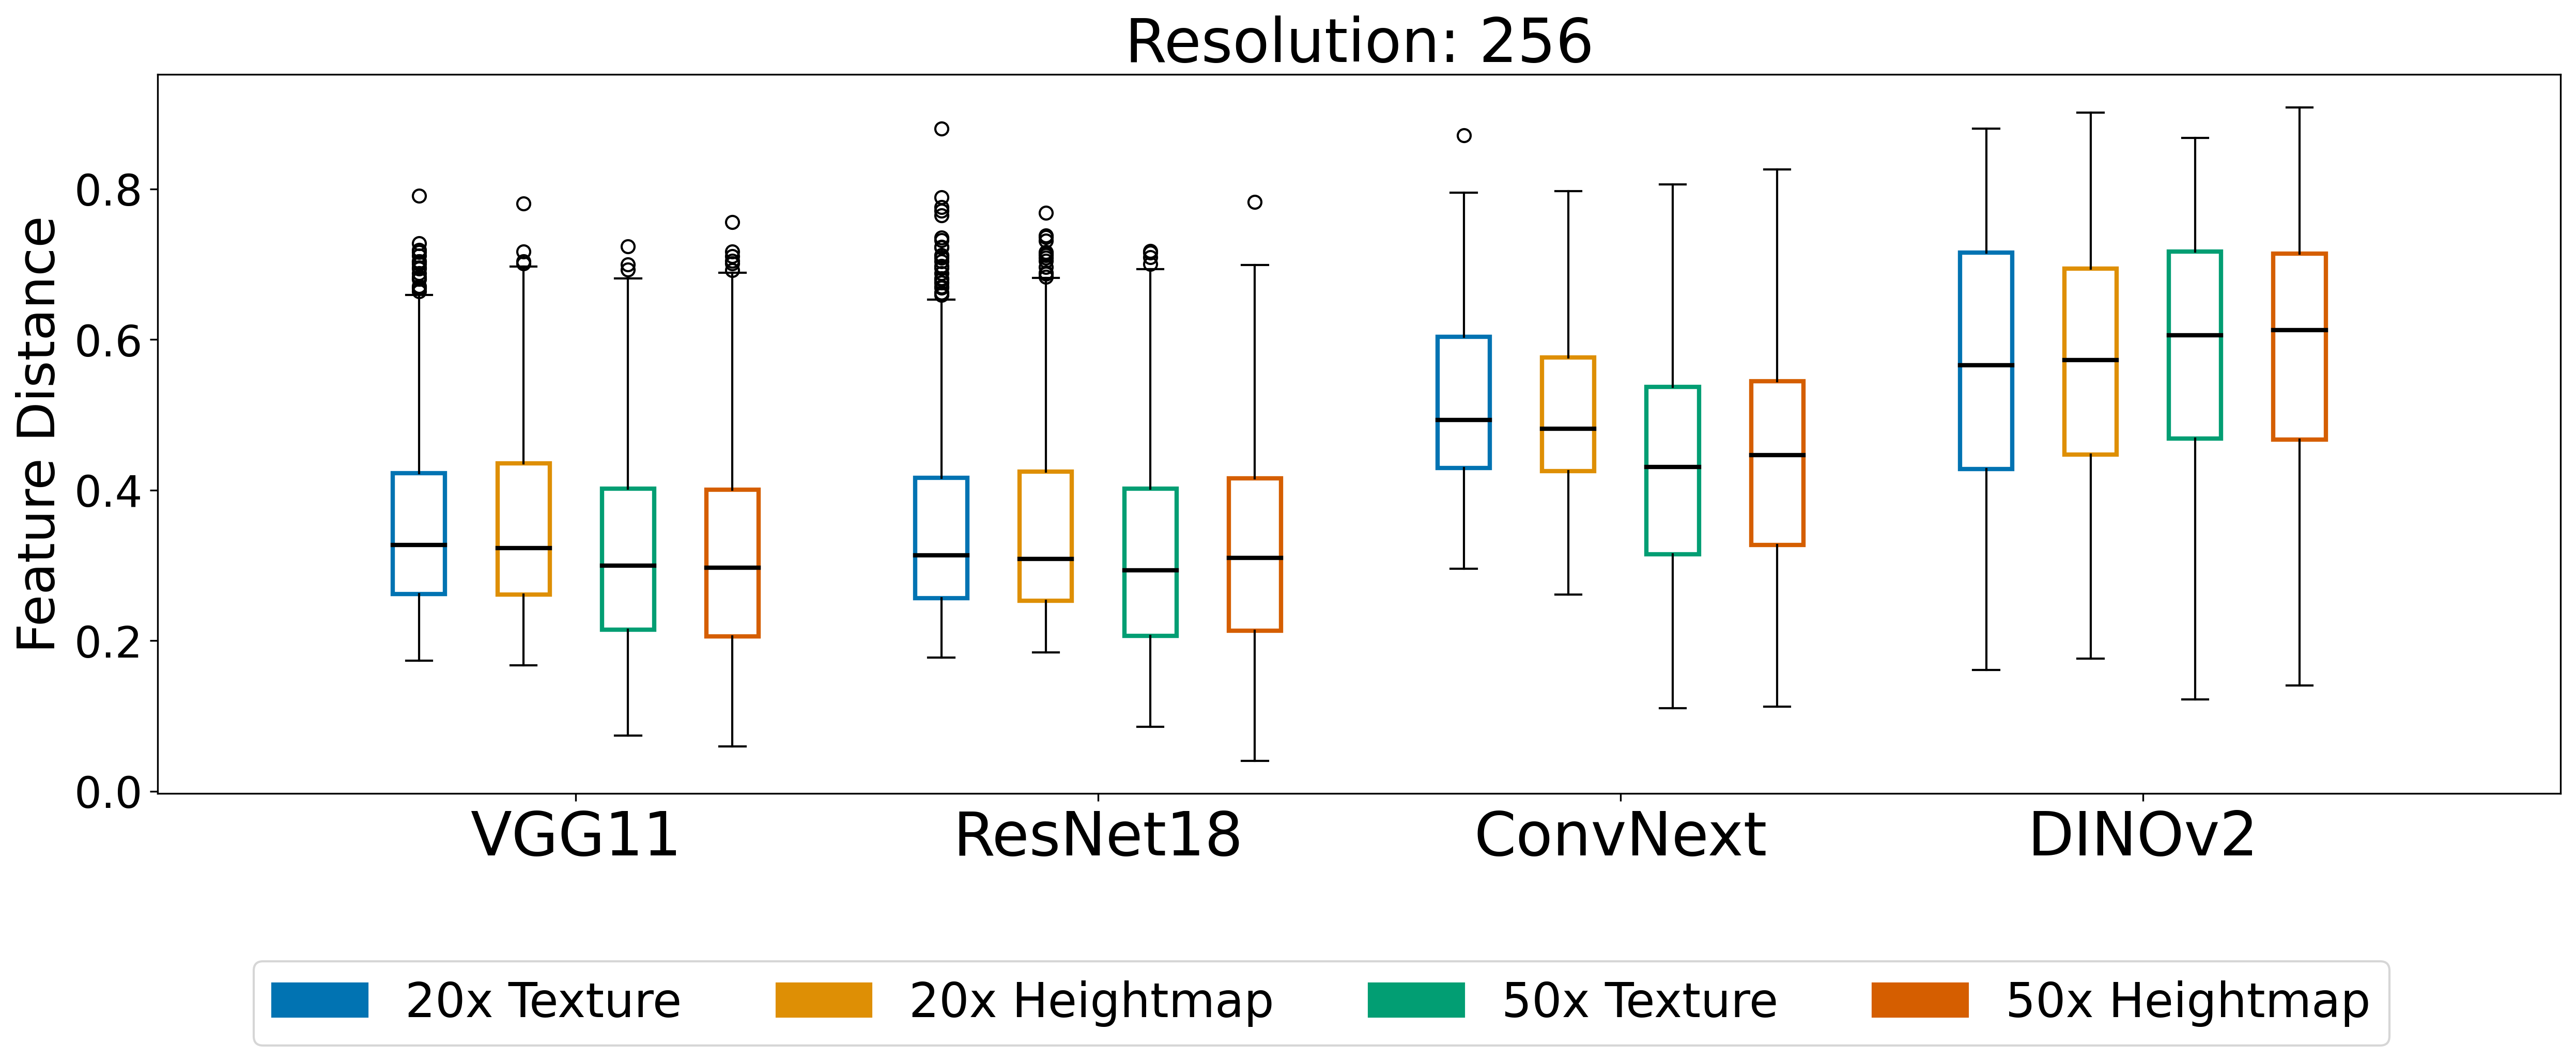 Resolution: 256
Feature Distance
0.8
0.6
0.4
0.2
0.0
VGG11 ResNet18 ConvNext DINOv2
20x Texture 20x Heightmap 50x Texture 50x Heightmap